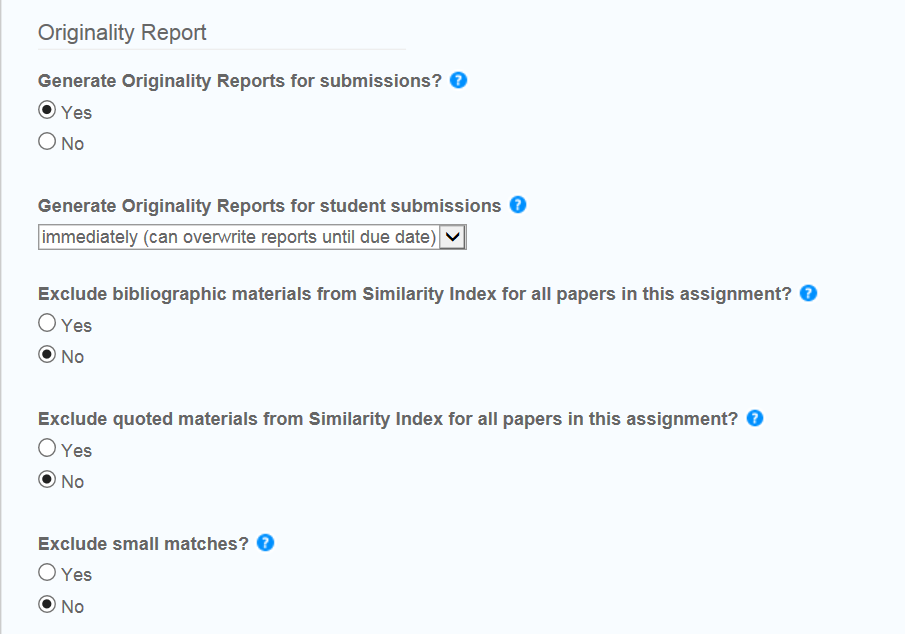 Originality Report
Generate Originality Reports for submissions? ?
Yes
No
Generate Originality Reports for student submissions ?
immediately (can overwrite reports until due date)
Exclude bibliographic materials from Similarity Index for all papers in this assignment? ?
Yes
No
Exclude quoted materials from Similarity Index for all papers in this assignment? ?
Yes
No
Exclude small matches? ?
Yes
No